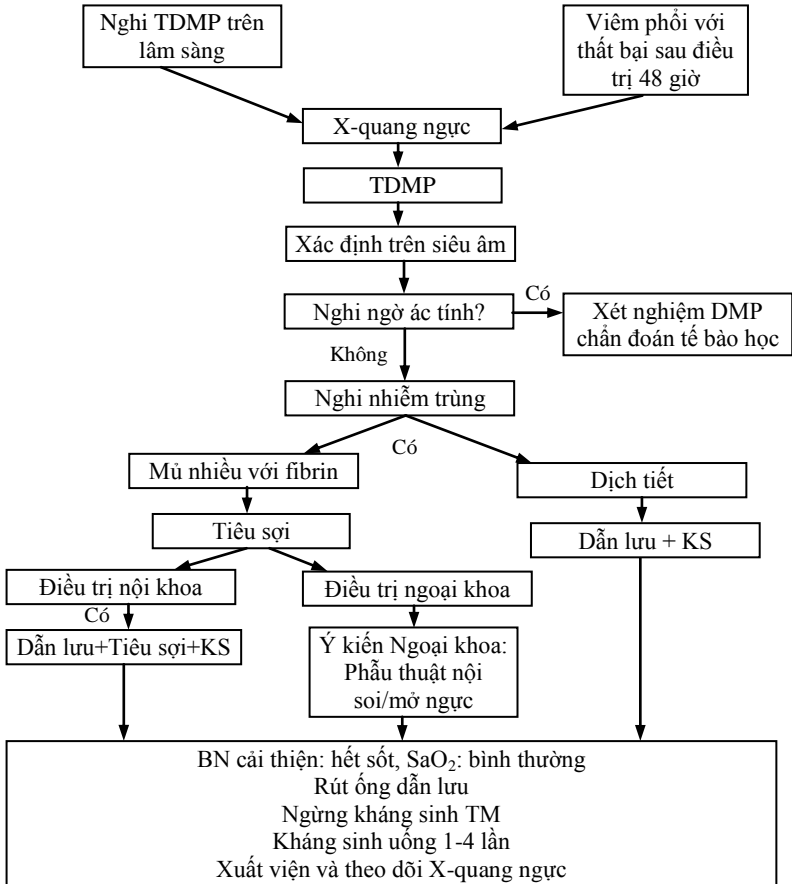 Nghi TDMP trên
lâm sàng
Viêm phổi với
thất bại sau điều
trị 48 giờ
X-quang ngực
TDMP
Xác định trên siêu âm
Nghi ngờ ác tính?
Có
Xét nghiệm DMP
chẩn đoán tế bào học
Không
Nghi nhiễm trùng
Có
Mủ nhiều với fibrin
Dịch tiết
Tiêu sợi
Dẫn lưu + KS
Điều trị nội khoa
Điều trị ngoại khoa
Có
Dẫn lưu+Tiêu sợi+KS
Ý kiến Ngoại khoa:
Phẫu thuật nội
soi/mở ngực
BN cải thiện: hết sốt, SaO₂: bình thường
Rút ống dẫn lưu
Ngừng kháng sinh TM
Kháng sinh uống 1-4 lần
Xuất viện và theo dõi X-quang ngực